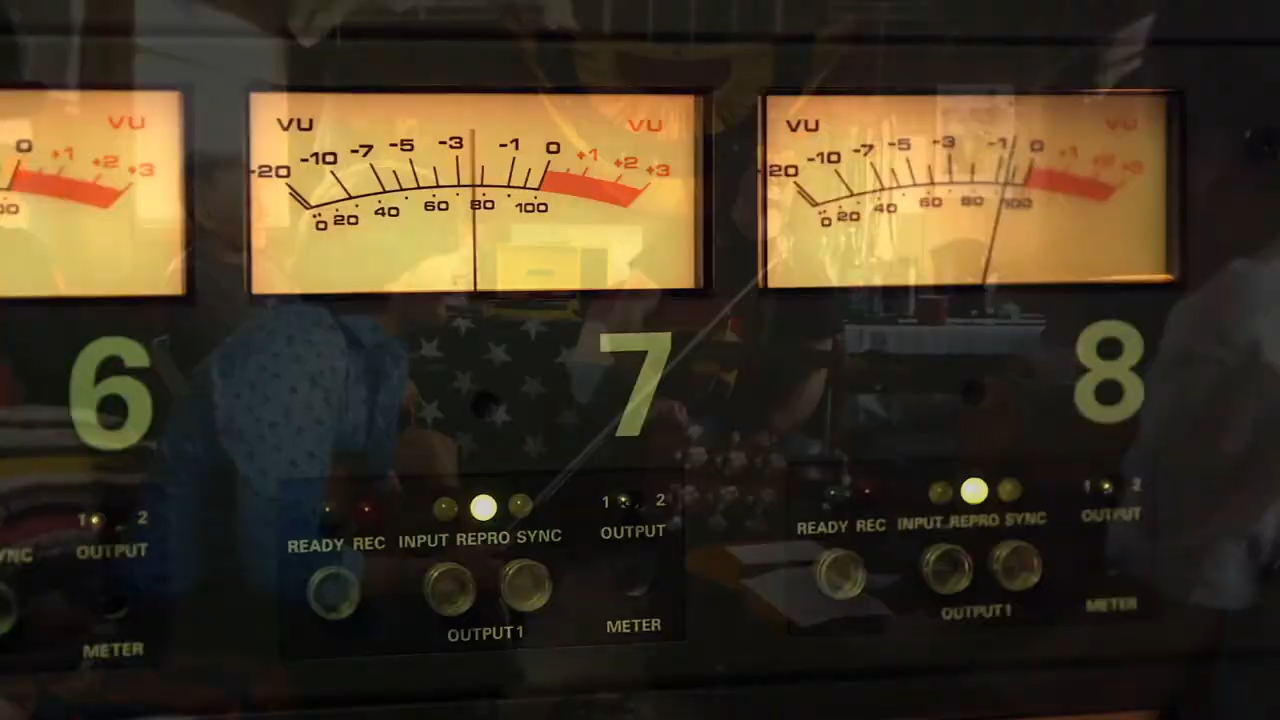 0 +1 +2 +3
VU
VU VU
-20 -10 -7 -5 -3 -1 0 +1 +2 +3
0 20 40 60 80 100
VU VU
20 -10 -7 -5 -3 -1 0 +1 +2 +3
0 20 40 60 80 100
6 7 8
1 2
OUTPUT
METER
READY REC INPUT REPRO SYNC
1 2
OUTPUT
OUTPUT1
METER
READY REC INPUT REPRO SYNC
1 2
OUTPUT
OUTPUT1
METER